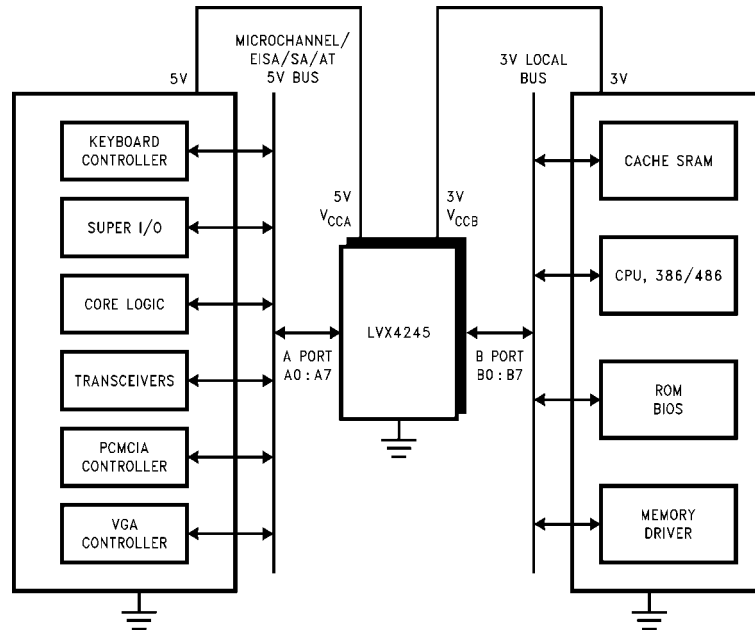 MICROCHANNEL/
EISA/SA/AT
5V BUS
5V
3V LOCAL
BUS
3V
KEYBOARD
CONTROLLER
SUPER I/O
CORE LOGIC
TRANSCEIVERS
PCMCIA
CONTROLLER
VGA
CONTROLLER
5V
VCCA
3V
VCCB
LVX4245
A PORT
A0:A7
B PORT
B0:B7
CACHE SRAM
CPU, 386/486
ROM
BIOS
MEMORY
DRIVER